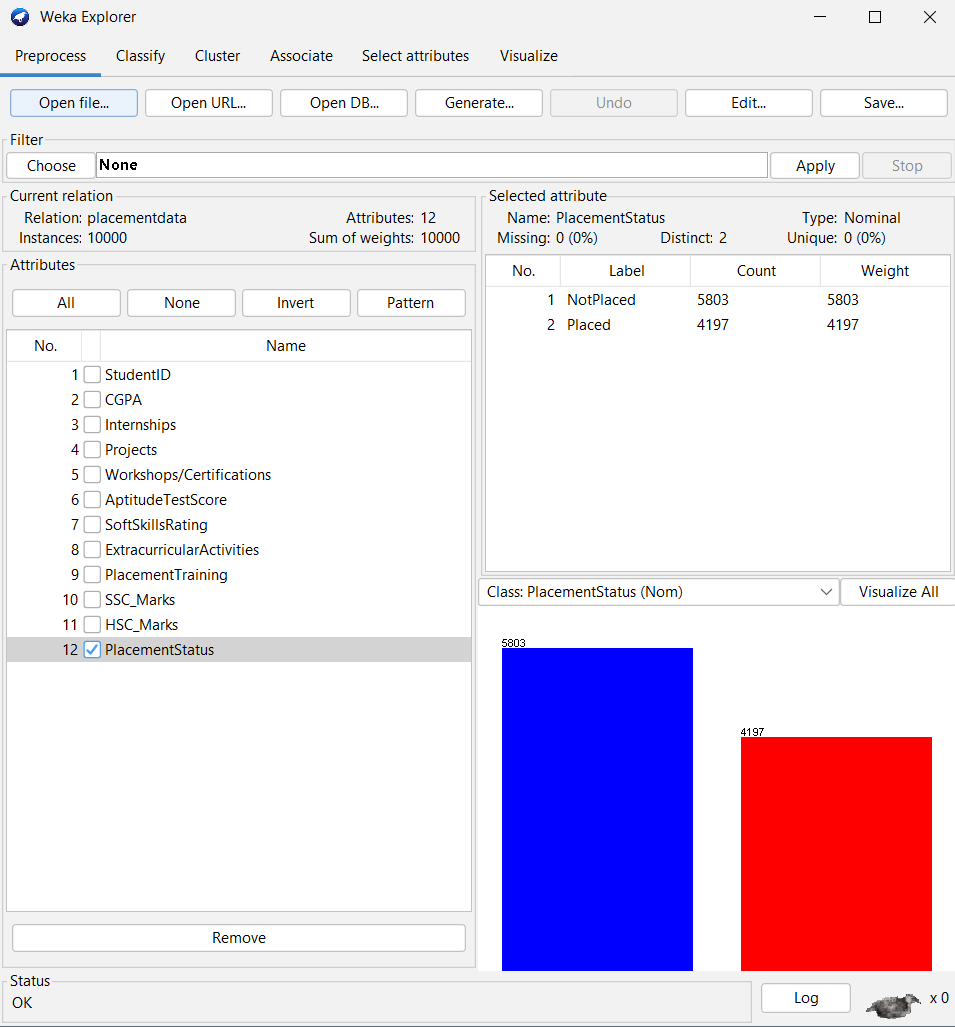 Weka Explorer
Preprocess Classify Cluster Associate Select attributes Visualize
Open file... Open URL... Open DB... Generate... Undo Edit... Save...
Filter
Choose None Apply Stop
Current relation
Relation: placementdata Attributes: 12
Instances: 10000 Sum of weights: 10000
Attributes
All None Invert Pattern
No. Name
1 StudentID
2 CGPA
3 Internships
4 Projects
5 Workshops/Certifications
6 AptitudeTestScore
7 SoftSkillsRating
8 ExtracurricularActivities
9 PlacementTraining
10 SSC_Marks
11 HSC_Marks
12 PlacementStatus
Remove
Selected attribute
Name: PlacementStatus Type: Nominal
Missing: 0 (0%) Distinct: 2 Unique: 0 (0%)
No. Label Count Weight
1 NotPlaced 5803 5803
2 Placed 4197 4197
Class: PlacementStatus (Nom) Visualize All
5803
4197
Status
OK
Log x 0